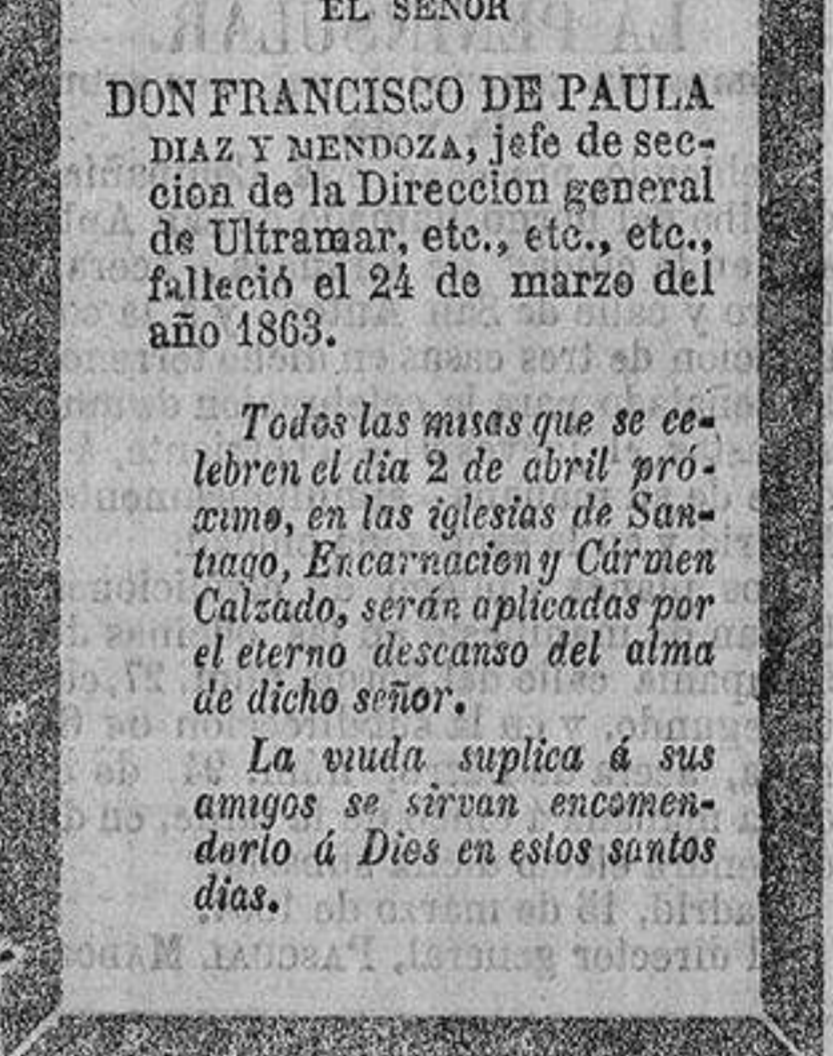 EL SEÑOR
DON FRANCISCO DE PAULA
DIAZ Y MENDOZA, jefe de sec-
cion de la Direccion general
de Ultramar, etc., etc., etc.,
falleció el 24 de marzo del
año 1863.
Todos las misas que se ce-
lebren el dia 2 de abril pró-
ximo, en las iglesias de San-
tiago, Encarnacion y Cármen
Calzado, serán aplicadas por
el eterno descanso del alma
de dicho señor.
La viuda suplica á sus
amigos se sirvan encomen-
derlo á Dios en estos santos
dias.